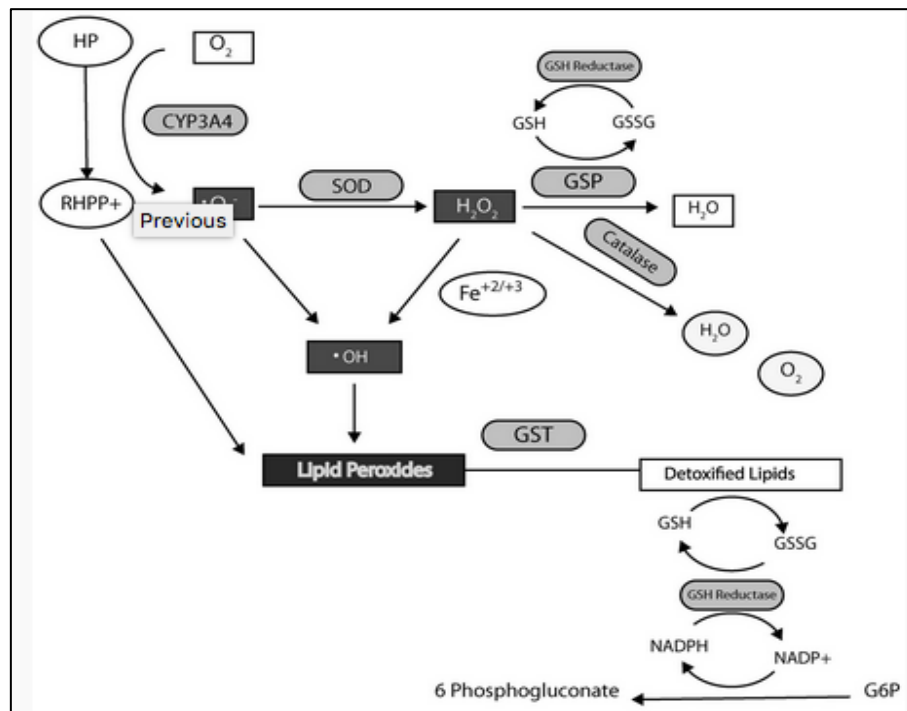 HP
O₂
GSH Reductase
CYP3A4
GSH
GSSG
RHPP+
SOD
H₂O₂
GSP
H₂O
Previous
Catalase
Fe⁺²/⁺³
H₂O
• OH
O₂
GST
Lipid Peroxides
Detoxified Lipids
GSH
GSSG
GSH Reductase
NADPH
NADP+
6 Phosphogluconate
G6P